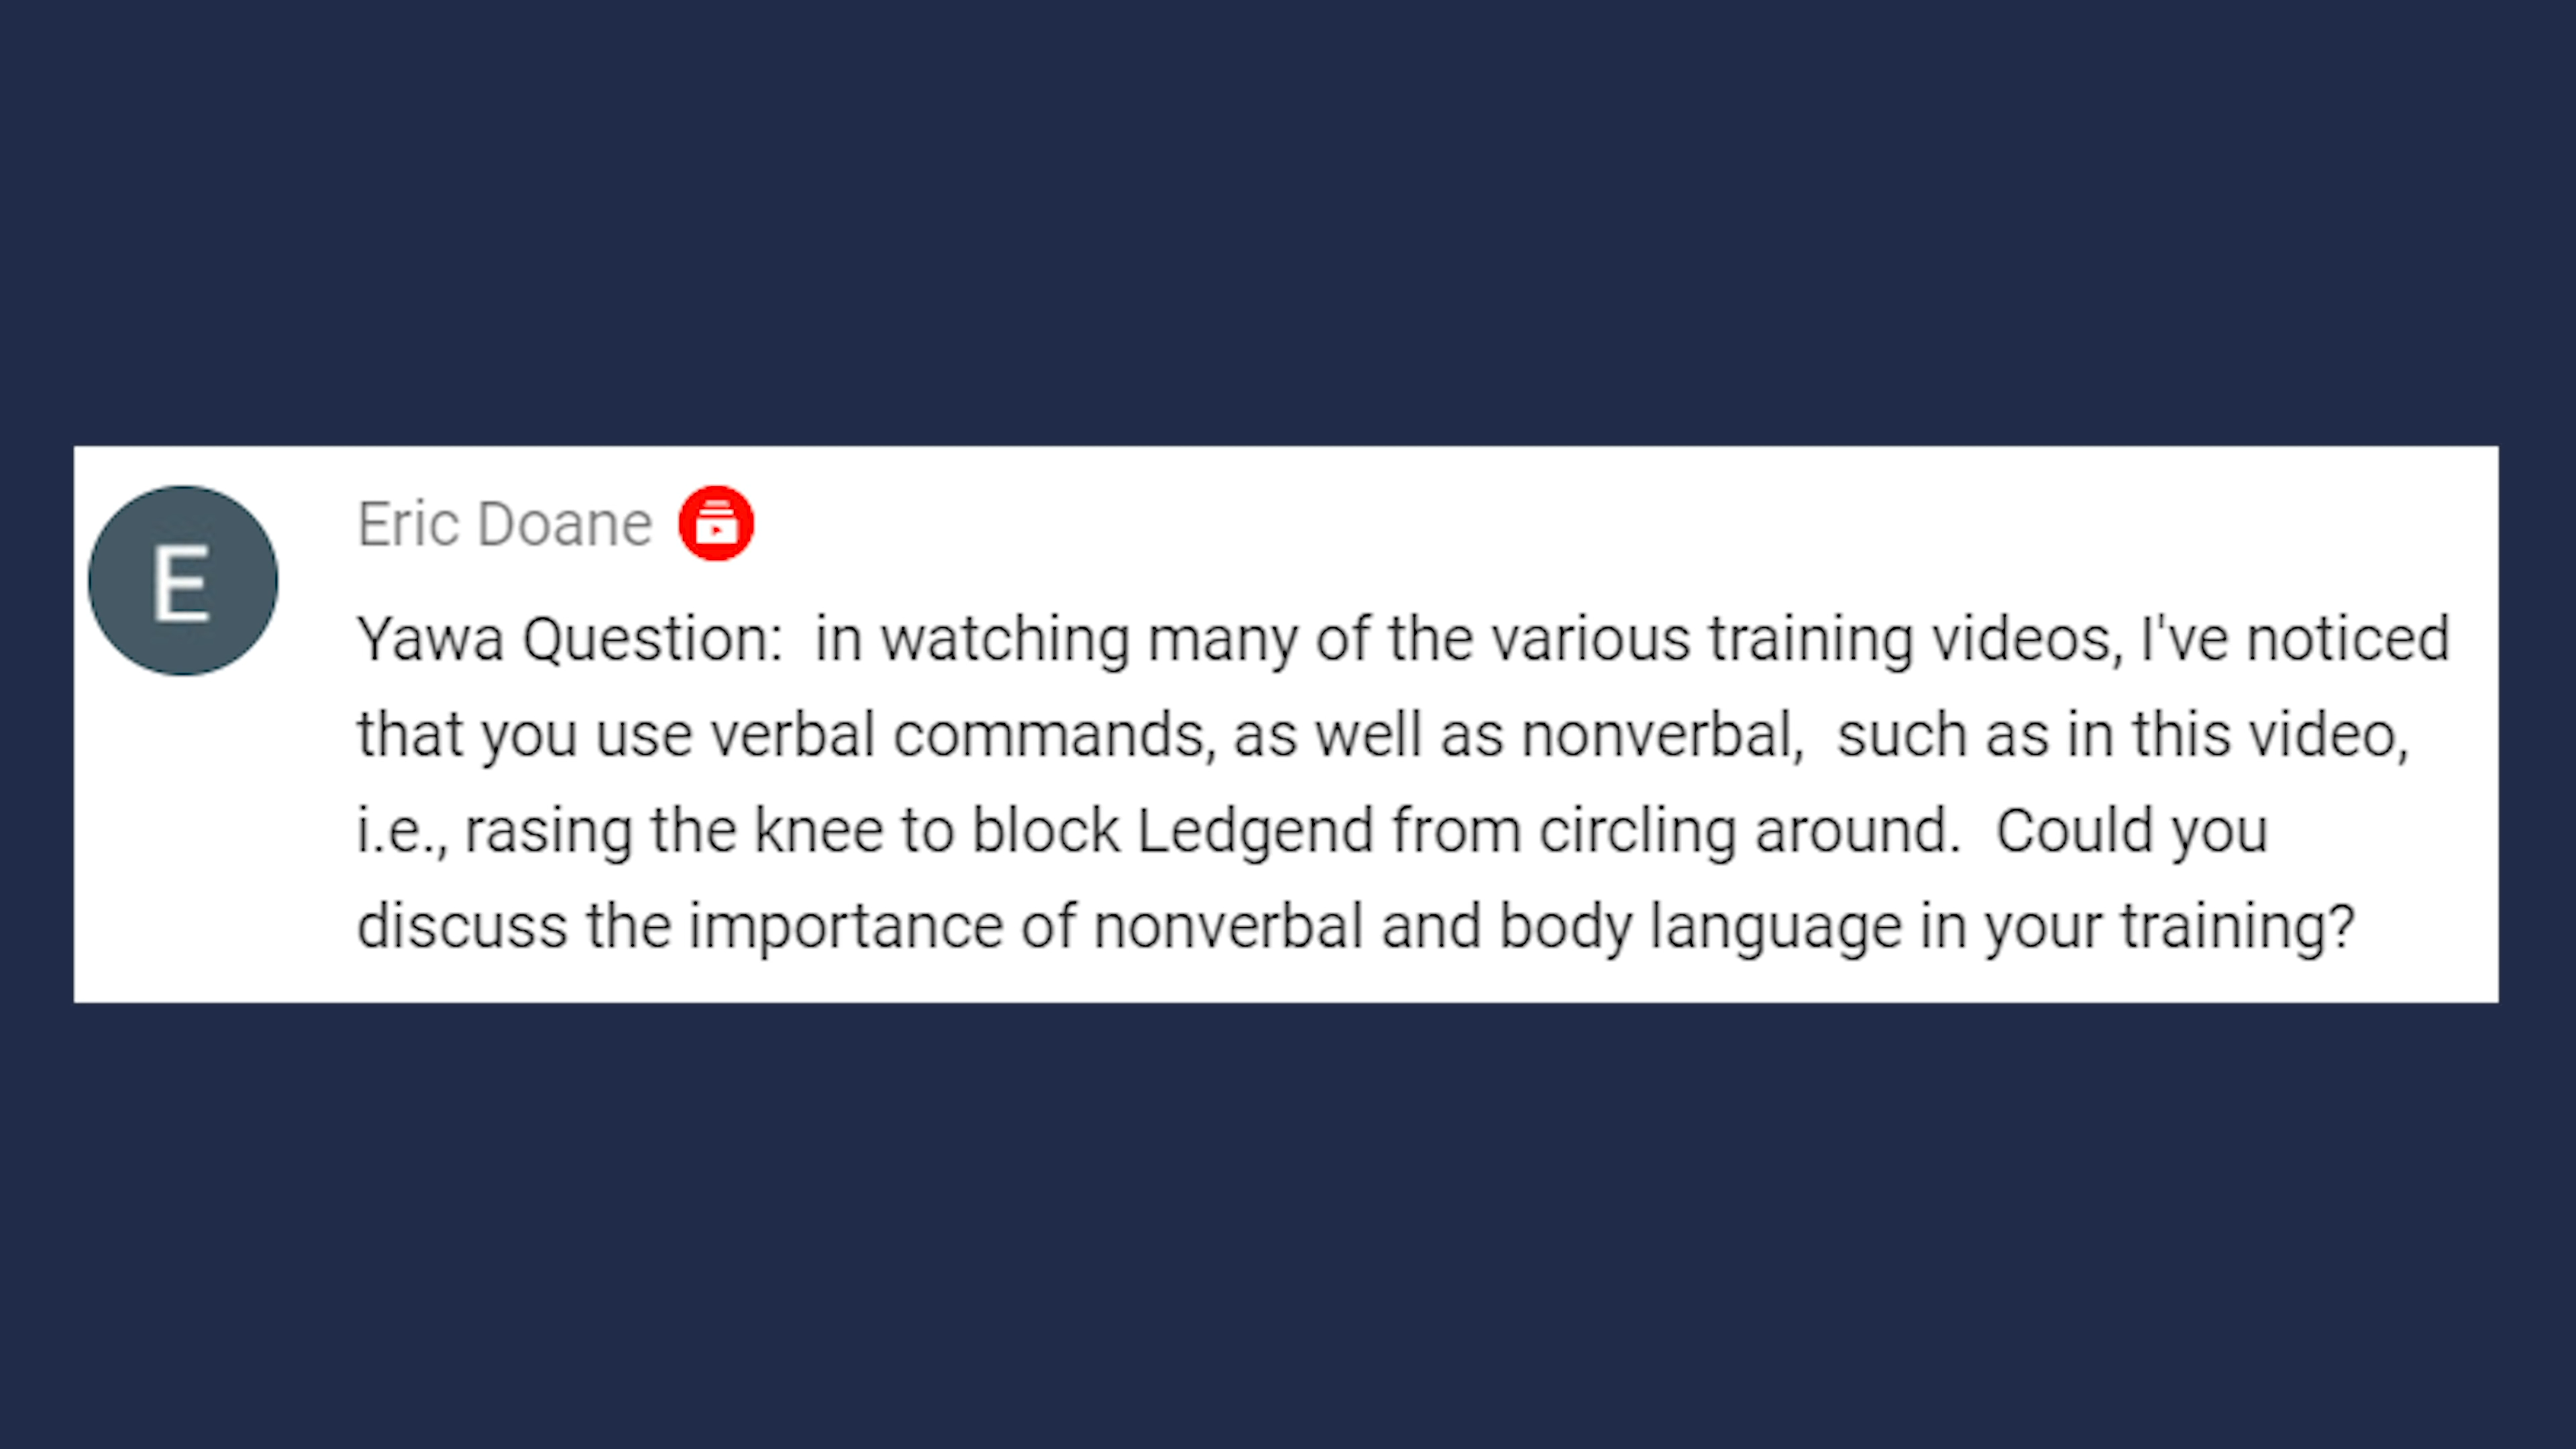 E
Eric Doane
Yawa Question:  in watching many of the various training videos, I've noticed
that you use verbal commands, as well as nonverbal,  such as in this video,
i.e., rasing the knee to block Ledgend from circling around.  Could you
discuss the importance of nonverbal and body language in your training?